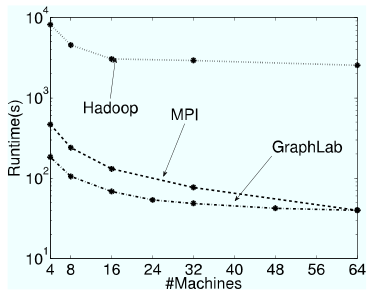 10^4
10^3
10^2
10^1
Runtime(s)
Hadoop
MPI
GraphLab
4 8 16 24 32 40 48 56 64
#Machines